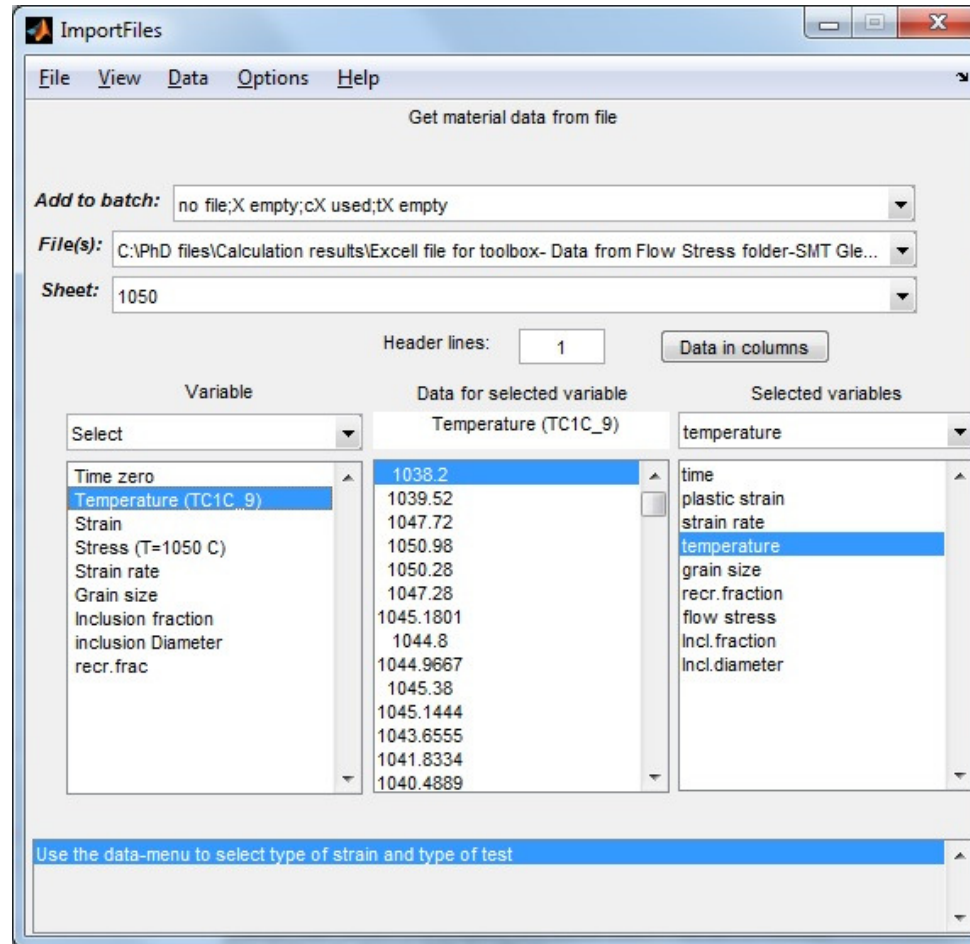 ImportFiles
File View Data Options Help
Get material data from file
Add to batch: no file;X empty;cX used;tX empty
File(s): C:\PhD files\Calculation results\Excell file for toolbox- Data from Flow Stress folder-SMT Gle...
Sheet: 1050
Header lines: 1 Data in columns
Variable Data for selected variable Selected variables
Select Temperature (TC1C_9) temperature
Time zero 1038.2 time
Temperature (TC1C_9) 1039.52 plastic strain
Strain 1047.72 strain rate
Stress (T=1050 C) 1050.98 temperature
Strain rate 1050.28 grain size
Grain size 1047.28 recr.fraction
Inclusion fraction 1045.1801 flow stress
inclusion Diameter 1044.8 Incl.fraction
recr.frac 1044.9667 Incl.diameter
1045.38
1045.1444
1043.6555
1041.8334
1040.4889
Use the data-menu to select type of strain and type of test